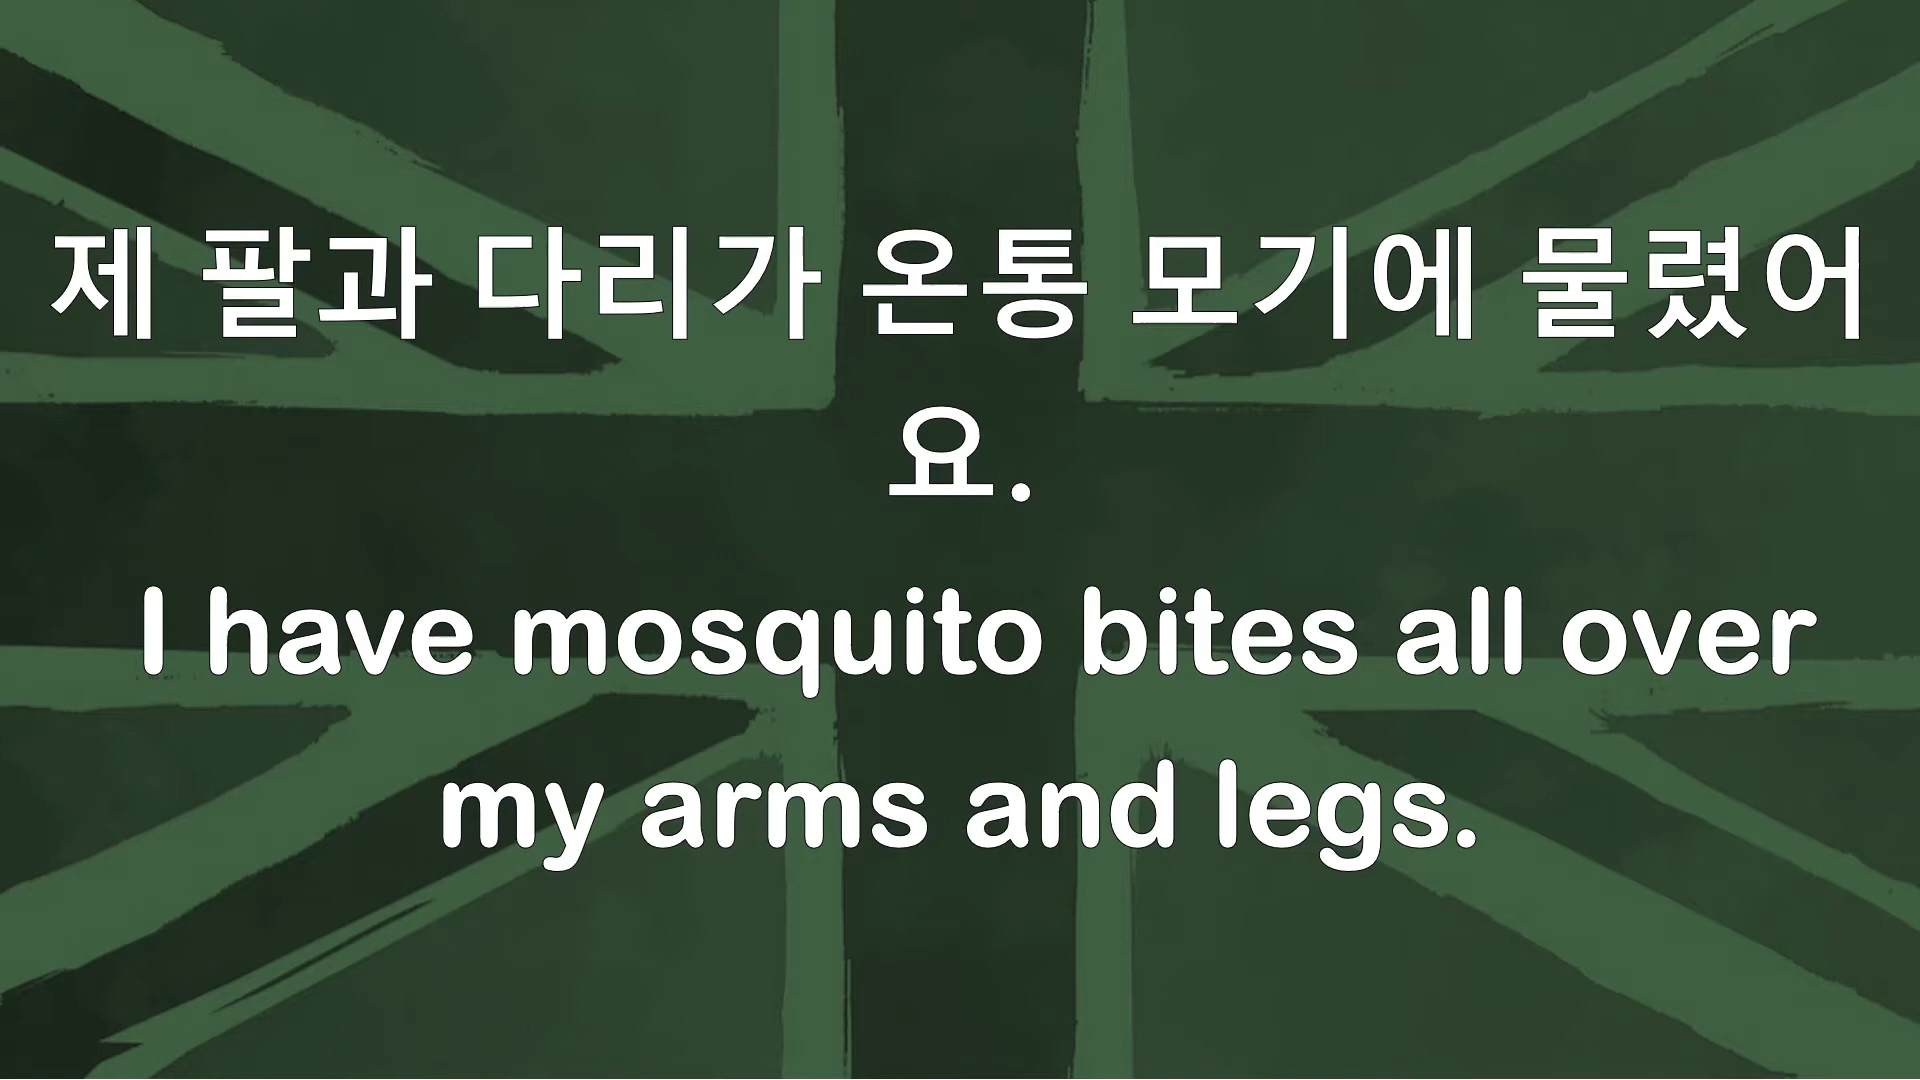 제 팔과 다리가 온통 모기에 물렸어
요.
I have mosquito bites all over
my arms and legs.